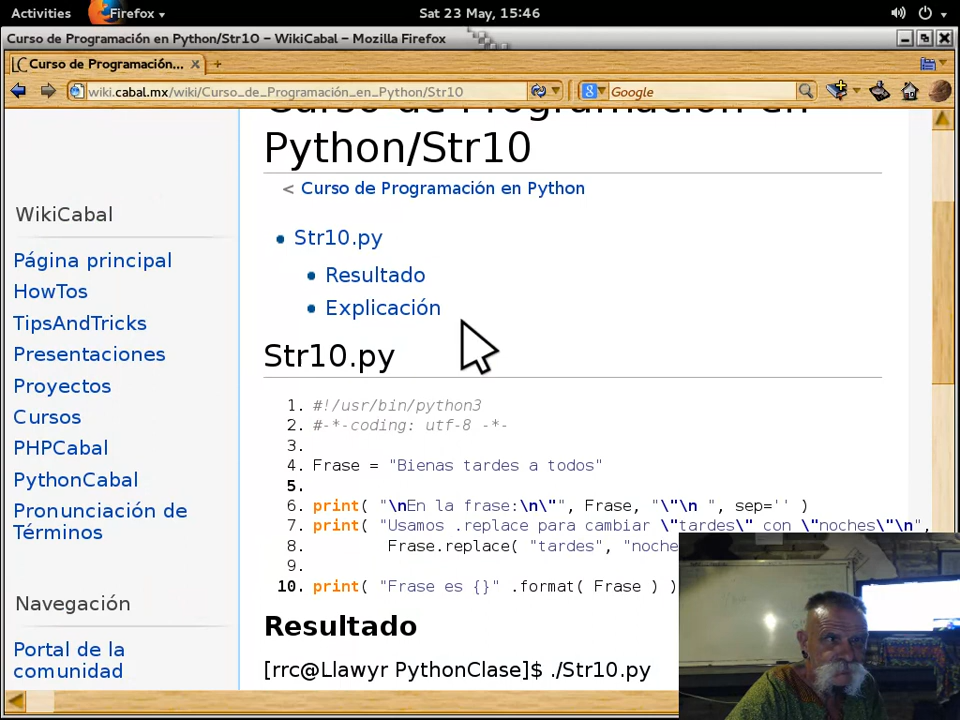 Activities
Firefox
Sat 23 May, 15:46
Curso de Programación en Python/Str10 – WikiCabal – Mozilla Firefox
Curso de Programación...
wiki.cabal.mx/wiki/Curso_de_Programación_en_Python/Str10
Google
Curso de Programación en
Python/Str10
< Curso de Programación en Python
Str10.py
Resultado
Explicación
Str10.py
1. #!/usr/bin/python3
2. #-*-coding: utf-8 -*-
3.
4. Frase = "Bienas tardes a todos"
5.
6. print( "\nEn la frase:\n\"", Frase, "\"\n ", sep='' )
7. print( "Usamos .replace para cambiar \"tardes\" con \"noches\"\n",
8. Frase.replace( "tardes", "noche
9.
10. print( "Frase es {}" .format( Frase ) )
Resultado
[rrc@Llawyr PythonClase]$ ./Str10.py
WikiCabal
Página principal
HowTos
TipsAndTricks
Presentaciones
Proyectos
Cursos
PHPCabal
PythonCabal
Pronunciación de
Términos
Navegación
Portal de la
comunidad